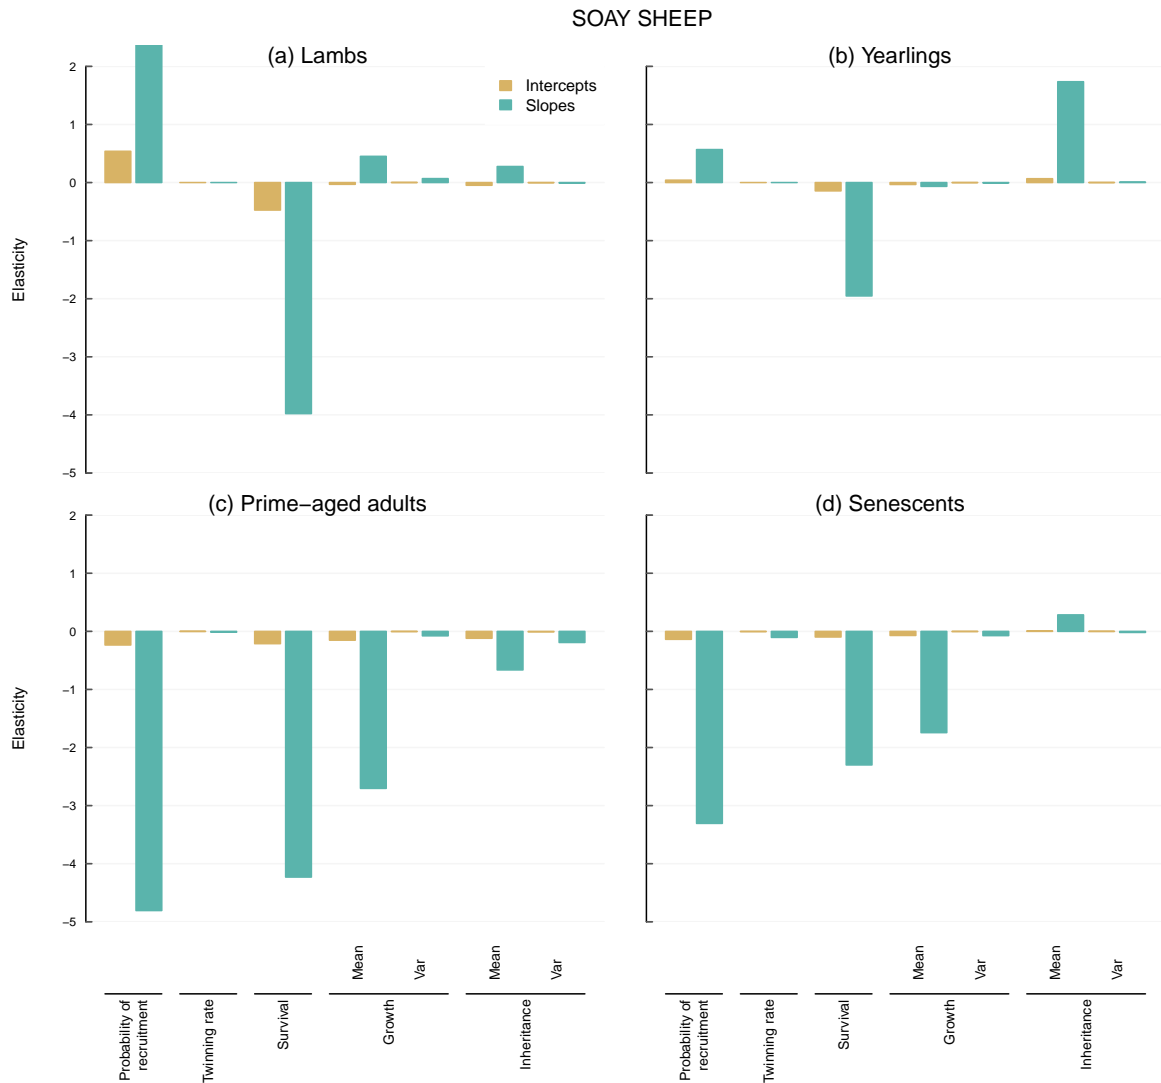 SOAY SHEEP
(a) Lambs
(b) Yearlings
Intercepts
Slopes
2
1
0
−1
−2
−3
−4
−5
Elasticity
(c) Prime−aged adults
(d) Senescents
2
1
0
−1
−2
−3
−4
−5
Elasticity
Mean
Var
Mean
Var
Mean
Var
Mean
Var
Probability of
recruitment
Twinning rate
Survival
Growth
Inheritance
Probability of
recruitment
Twinning rate
Survival
Growth
Inheritance